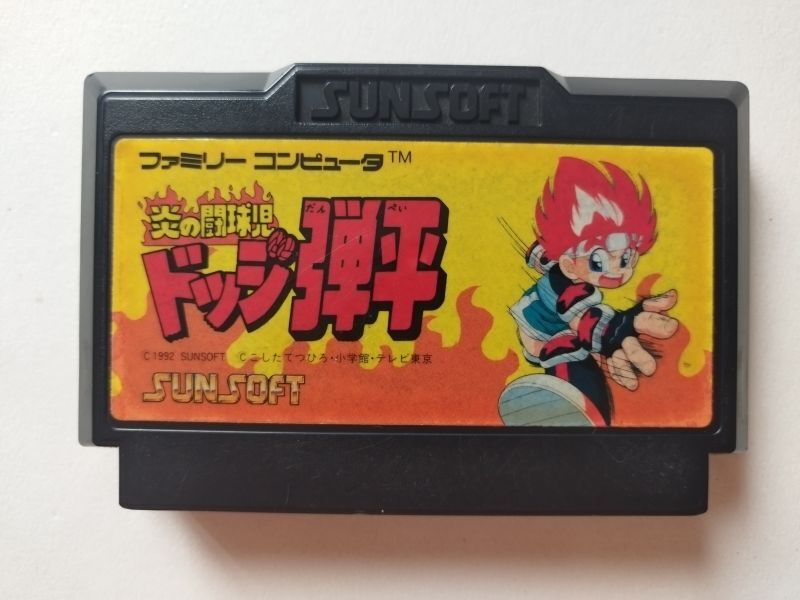 SUNSOFT
ファミリー コンピュータ™
炎の闘球児
だん ぺい
ドッジ弾平
©1992 SUNSOFT ©こしたてつひろ・小学館・テレビ東京
SUNSOFT